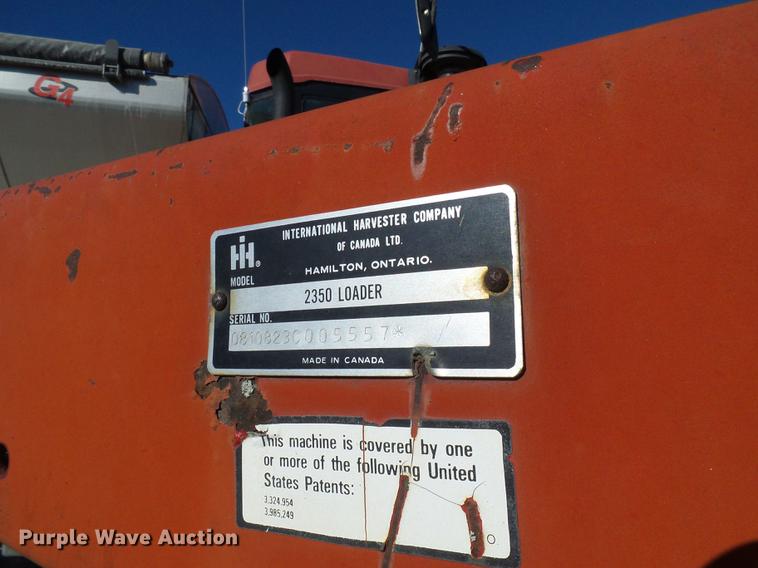 G4
INTERNATIONAL HARVESTER COMPANY
OF CANADA LTD.
HAMILTON, ONTARIO.
IH®
MODEL
2350 LOADER
SERIAL NO.
0810823C005557*
MADE IN CANADA
This machine is covered by one
or more of the following United
States Patents:
3,324,954
3,985,249
O
Purple Wave Auction